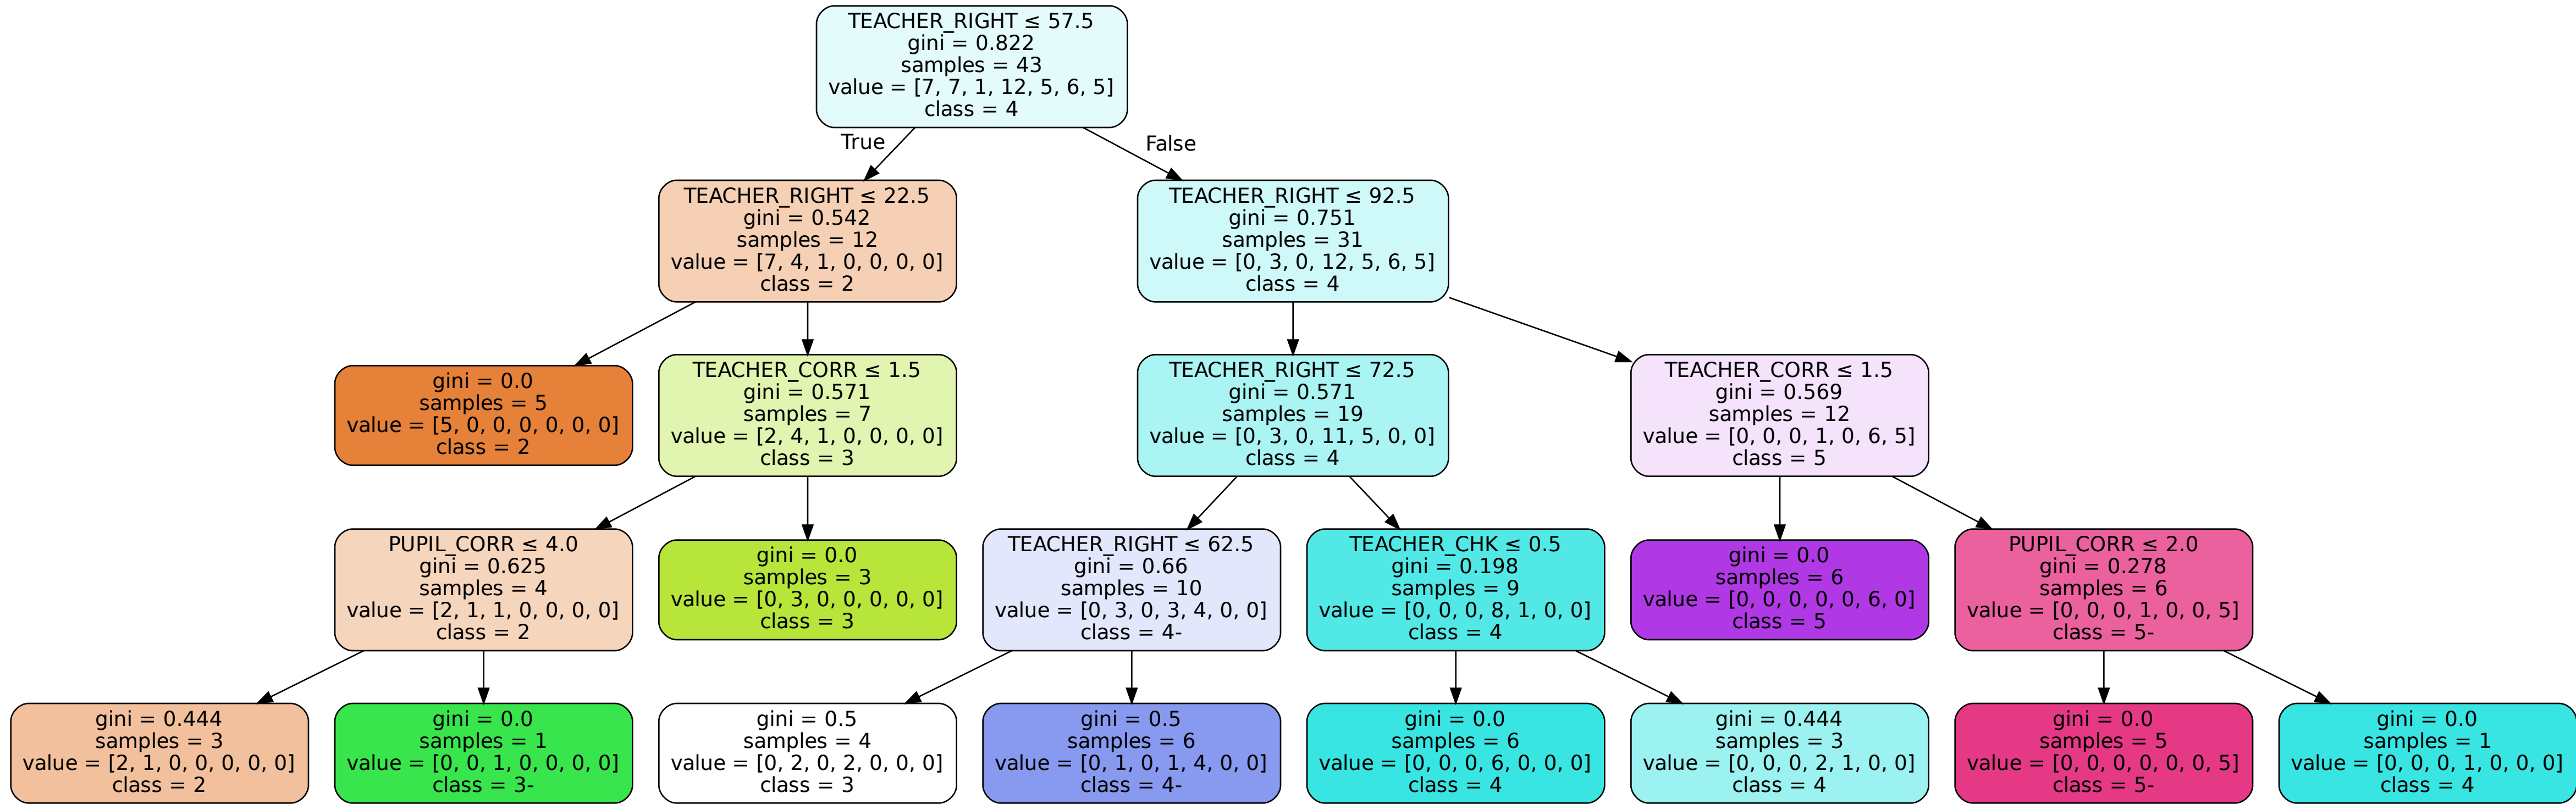 TEACHER_RIGHT ≤ 57.5
gini = 0.822
samples = 43
value = [7, 7, 1, 12, 5, 6, 5]
class = 4
True
False
TEACHER_RIGHT ≤ 22.5
gini = 0.542
samples = 12
value = [7, 4, 1, 0, 0, 0, 0]
class = 2
TEACHER_RIGHT ≤ 92.5
gini = 0.751
samples = 31
value = [0, 3, 0, 12, 5, 6, 5]
class = 4
gini = 0.0
samples = 5
value = [5, 0, 0, 0, 0, 0, 0]
class = 2
TEACHER_CORR ≤ 1.5
gini = 0.571
samples = 7
value = [2, 4, 1, 0, 0, 0, 0]
class = 3
TEACHER_RIGHT ≤ 72.5
gini = 0.571
samples = 19
value = [0, 3, 0, 11, 5, 0, 0]
class = 4
TEACHER_CORR ≤ 1.5
gini = 0.569
samples = 12
value = [0, 0, 0, 1, 0, 6, 5]
class = 5
PUPIL_CORR ≤ 4.0
gini = 0.625
samples = 4
value = [2, 1, 1, 0, 0, 0, 0]
class = 2
gini = 0.0
samples = 3
value = [0, 3, 0, 0, 0, 0, 0]
class = 3
TEACHER_RIGHT ≤ 62.5
gini = 0.66
samples = 10
value = [0, 3, 0, 3, 4, 0, 0]
class = 4-
TEACHER_CHK ≤ 0.5
gini = 0.198
samples = 9
value = [0, 0, 0, 8, 1, 0, 0]
class = 4
gini = 0.0
samples = 6
value = [0, 0, 0, 0, 0, 6, 0]
class = 5
PUPIL_CORR ≤ 2.0
gini = 0.278
samples = 6
value = [0, 0, 0, 1, 0, 0, 5]
class = 5-
gini = 0.444
samples = 3
value = [2, 1, 0, 0, 0, 0, 0]
class = 2
gini = 0.0
samples = 1
value = [0, 0, 1, 0, 0, 0, 0]
class = 3-
gini = 0.5
samples = 4
value = [0, 2, 0, 2, 0, 0, 0]
class = 3
gini = 0.5
samples = 6
value = [0, 1, 0, 1, 4, 0, 0]
class = 4-
gini = 0.0
samples = 6
value = [0, 0, 0, 6, 0, 0, 0]
class = 4
gini = 0.444
samples = 3
value = [0, 0, 0, 2, 1, 0, 0]
class = 4
gini = 0.0
samples = 5
value = [0, 0, 0, 0, 0, 0, 5]
class = 5-
gini = 0.0
samples = 1
value = [0, 0, 0, 1, 0, 0, 0]
class = 4